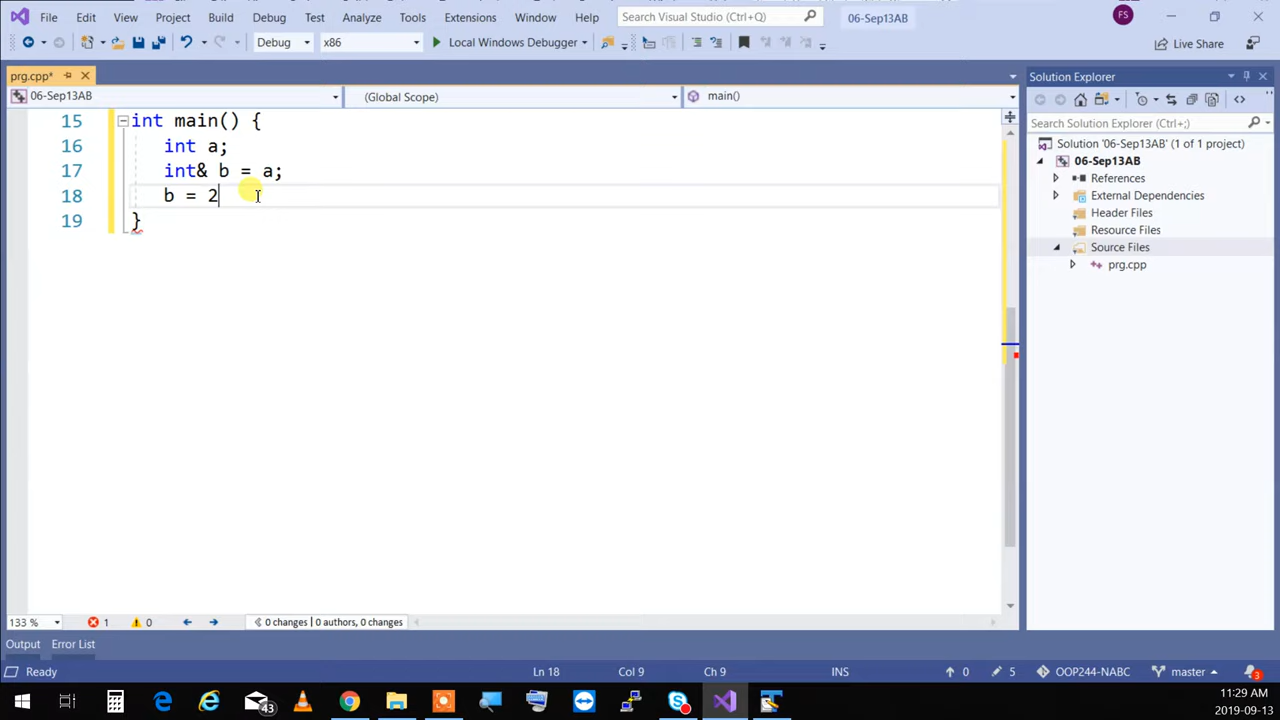 File Edit View Project Build Debug Test Analyze Tools Extensions Window Help Search Visual Studio (Ctrl+Q) 06-Sep13AB FS
Debug x86 Local Windows Debugger Live Share
prg.cpp* Solution Explorer
06-Sep13AB (Global Scope) main()
Search Solution Explorer (Ctrl+;)
Solution '06-Sep13AB' (1 of 1 project)
06-Sep13AB
References
External Dependencies
Header Files
Resource Files
Source Files
prg.cpp
15 int main() {
16 int a;
17 int& b = a;
18 b = 2
19 }
133 % 1 0 0 changes | 0 authors, 0 changes
Output Error List
Ready Ln 18 Col 9 Ch 9 INS 0 5 OOP244-NABC master 3
43 11:29 AM
2019-09-13